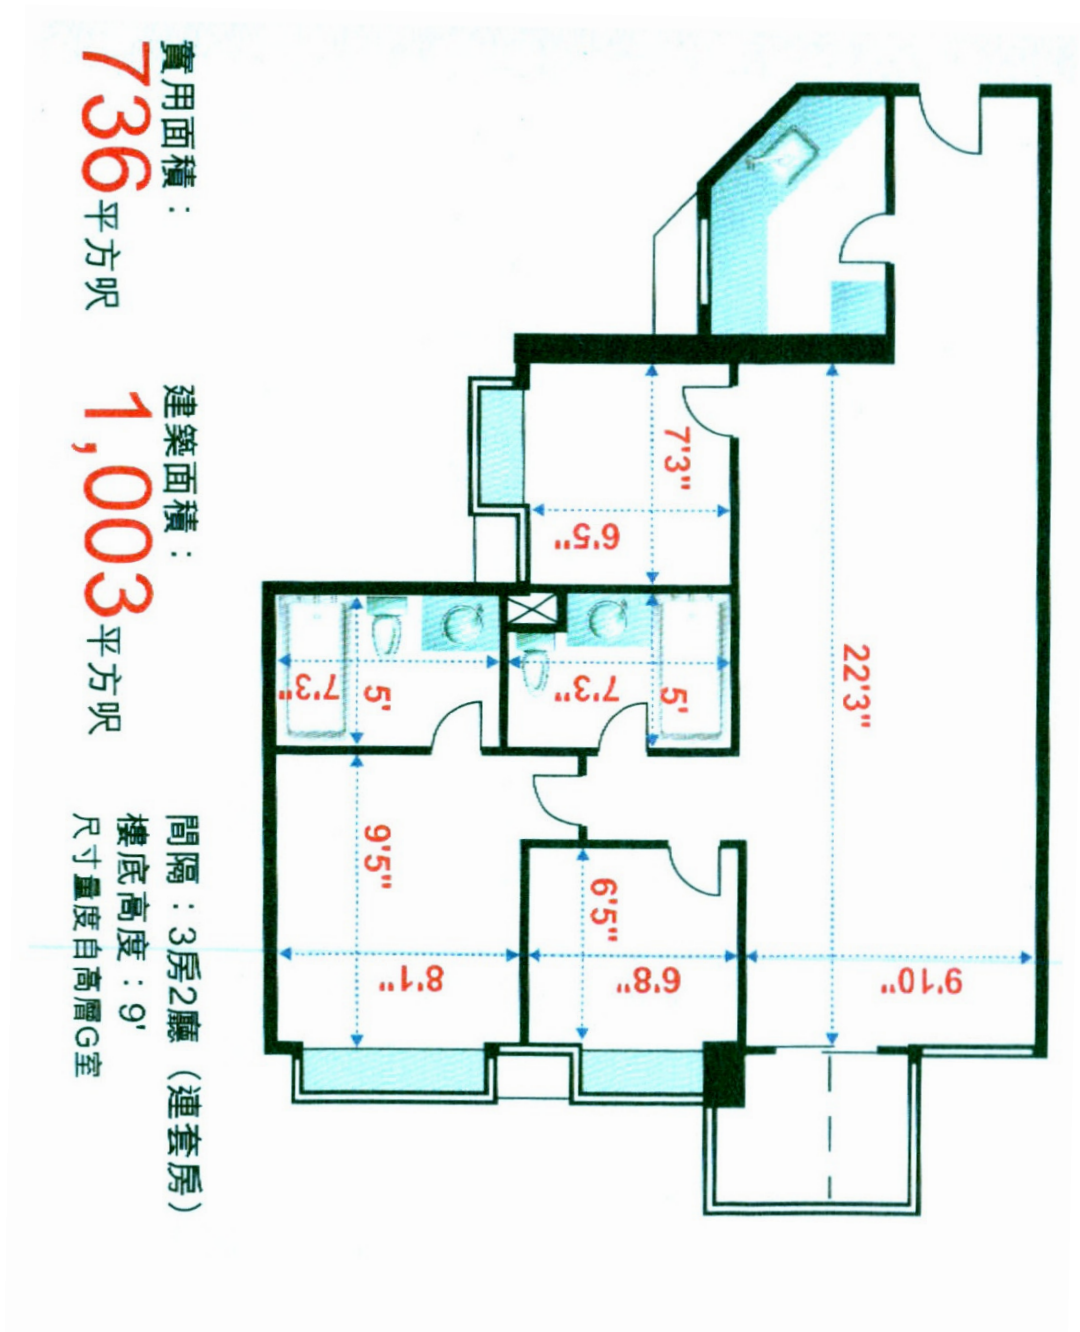 實用面積：
736平方呎
建築面積：
1,003平方呎
間隔：3房2廳（連套房）
樓底高度：9'
尺寸量度自高層G室
7'3"
6'5"
7'3"
5'
7'3"
5'
22'3"
9'5"
6'5"
8'1"
6'8"
9'10"